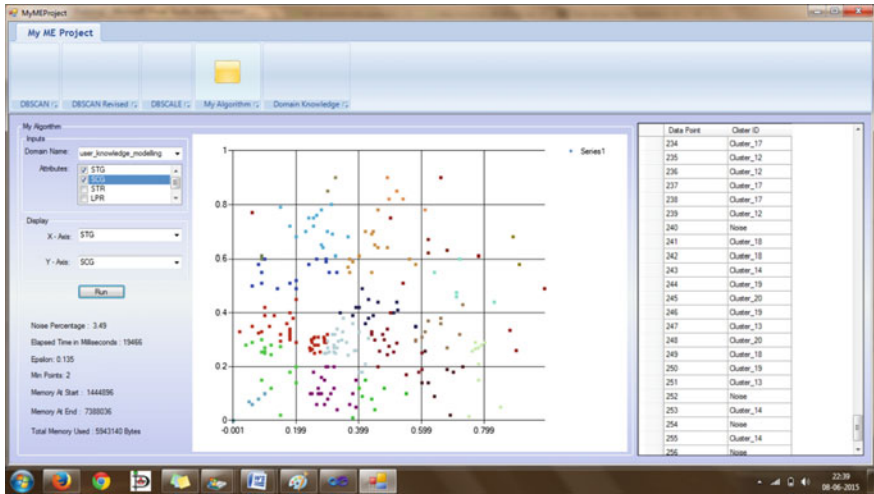 MyMEProject
My ME Project
DBSCAN
DBSCAN Revised
DBSCALE
My Algorithm
Domain Knowledge
My Algorithm
Inputs
Domain Name: user_knowledge_modelling
Attributes: STG
SCG
STR
LPR
Display
X - Axis: STG
Y - Axis: SCG
Run
Noise Percentage : 3.49
Elapsed Time in Milliseconds : 19466
Epsilon: 0.135
Min Points: 2
Memory At Start : 1444896
Memory At End : 7388036
Total Memory Used : 5943140 Bytes
1
0.8
0.6
0.4
0.2
0
-0.001 0.199 0.399 0.599 0.799
Series1
Data Point Cluster ID
234 Cluster_17
235 Cluster_12
236 Cluster_12
237 Cluster_17
238 Cluster_17
239 Cluster_12
240 Noise
241 Cluster_18
242 Cluster_18
243 Cluster_14
244 Cluster_19
245 Cluster_20
246 Cluster_19
247 Cluster_13
248 Cluster_20
249 Cluster_18
250 Cluster_19
251 Cluster_13
252 Noise
253 Cluster_14
254 Noise
255 Cluster_14
256 Noise
22:39
08-06-2015